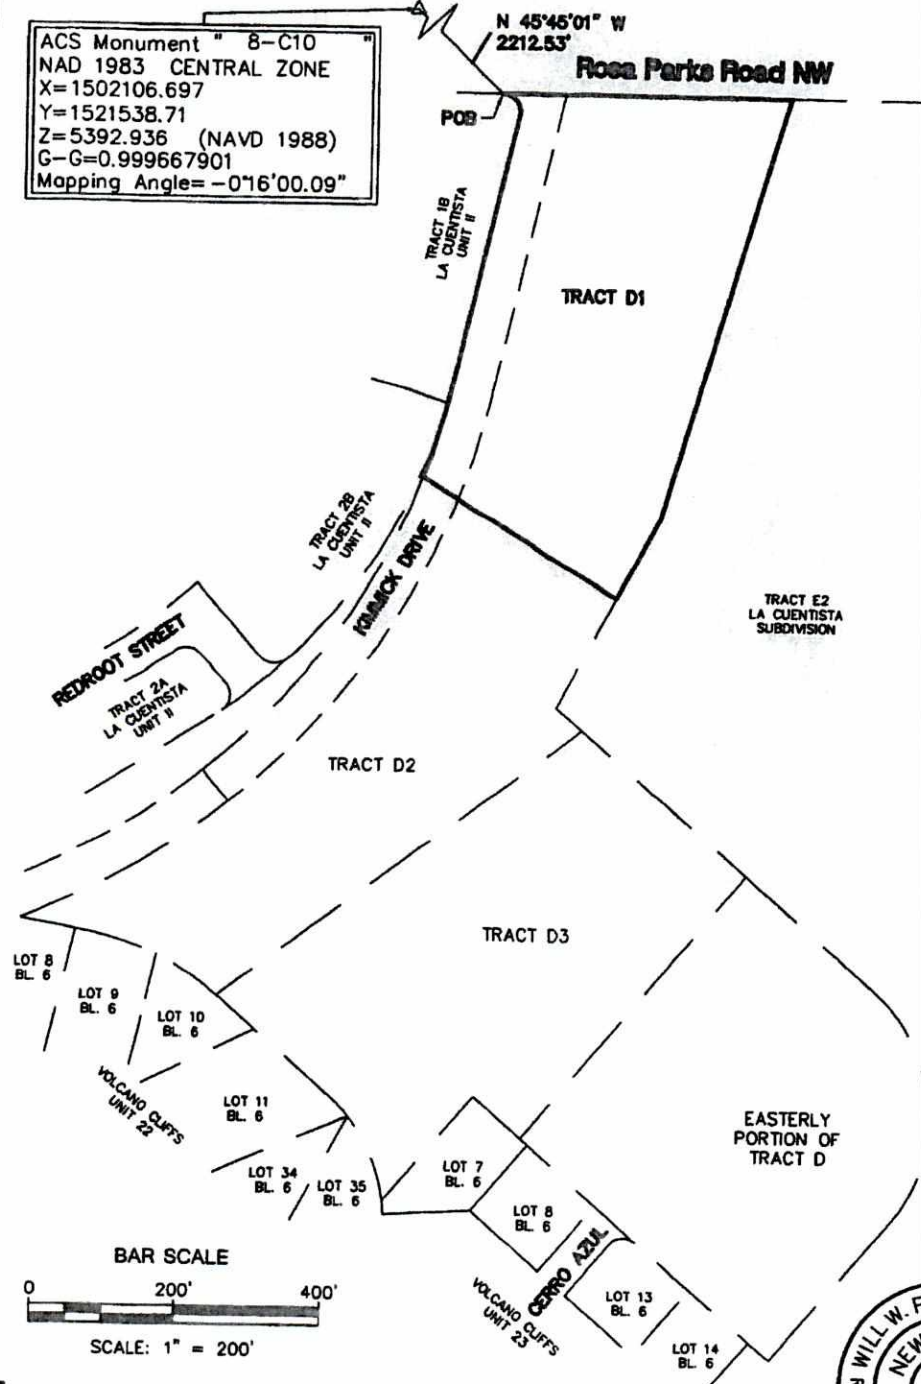 ACS Monument " 8-C10 "
NAD 1983 CENTRAL ZONE
X=1502106.697
Y=1521538.71
Z=5392.936 (NAVD 1988)
G-G=0.999667901
Mapping Angle= -0°16'00.09"
N 45°45'01" W
2212.53'
Rosa Parks Road NW
POB
TRACT 1B
LA CUENTISTA
UNIT II
TRACT D1
TRACT 2B
LA CUENTISTA
UNIT II
KIMMICK DRIVE
TRACT E2
LA CUENTISTA
SUBDIVISION
REDROOT STREET
TRACT 2A
LA CUENTISTA
UNIT II
TRACT D2
TRACT D3
LOT 8
BL. 6
LOT 9
BL. 6
LOT 10
BL. 6
VOLCANO CLIFFS
UNIT 22
LOT 11
BL. 6
LOT 34
BL. 6
LOT 35
BL. 6
LOT 7
BL. 6
LOT 8
BL. 6
EASTERLY
PORTION OF
TRACT D
CERRO AZUL
VOLCANO CLIFFS
UNIT 23
LOT 13
BL. 6
LOT 14
BL. 6
BAR SCALE
0 200' 400'
SCALE: 1" = 200'
WILL W.
NEW